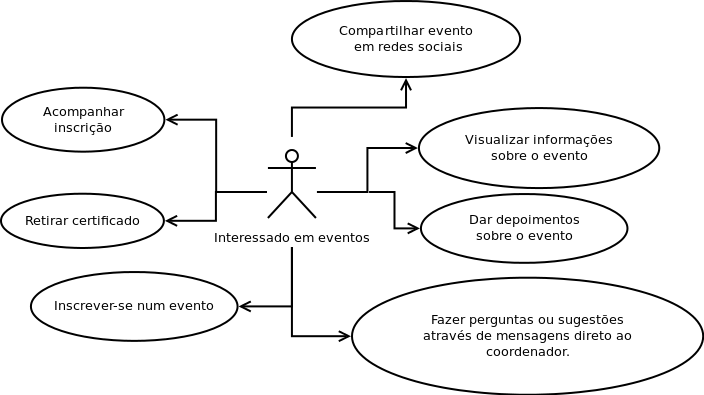 Compartilhar evento
em redes sociais
Acompanhar
inscrição
Visualizar informações
sobre o evento
Retirar certificado
Dar depoimentos
sobre o evento
Interessado em eventos
Inscrever-se num evento
Fazer perguntas ou sugestões
através de mensagens direto ao
coordenador.